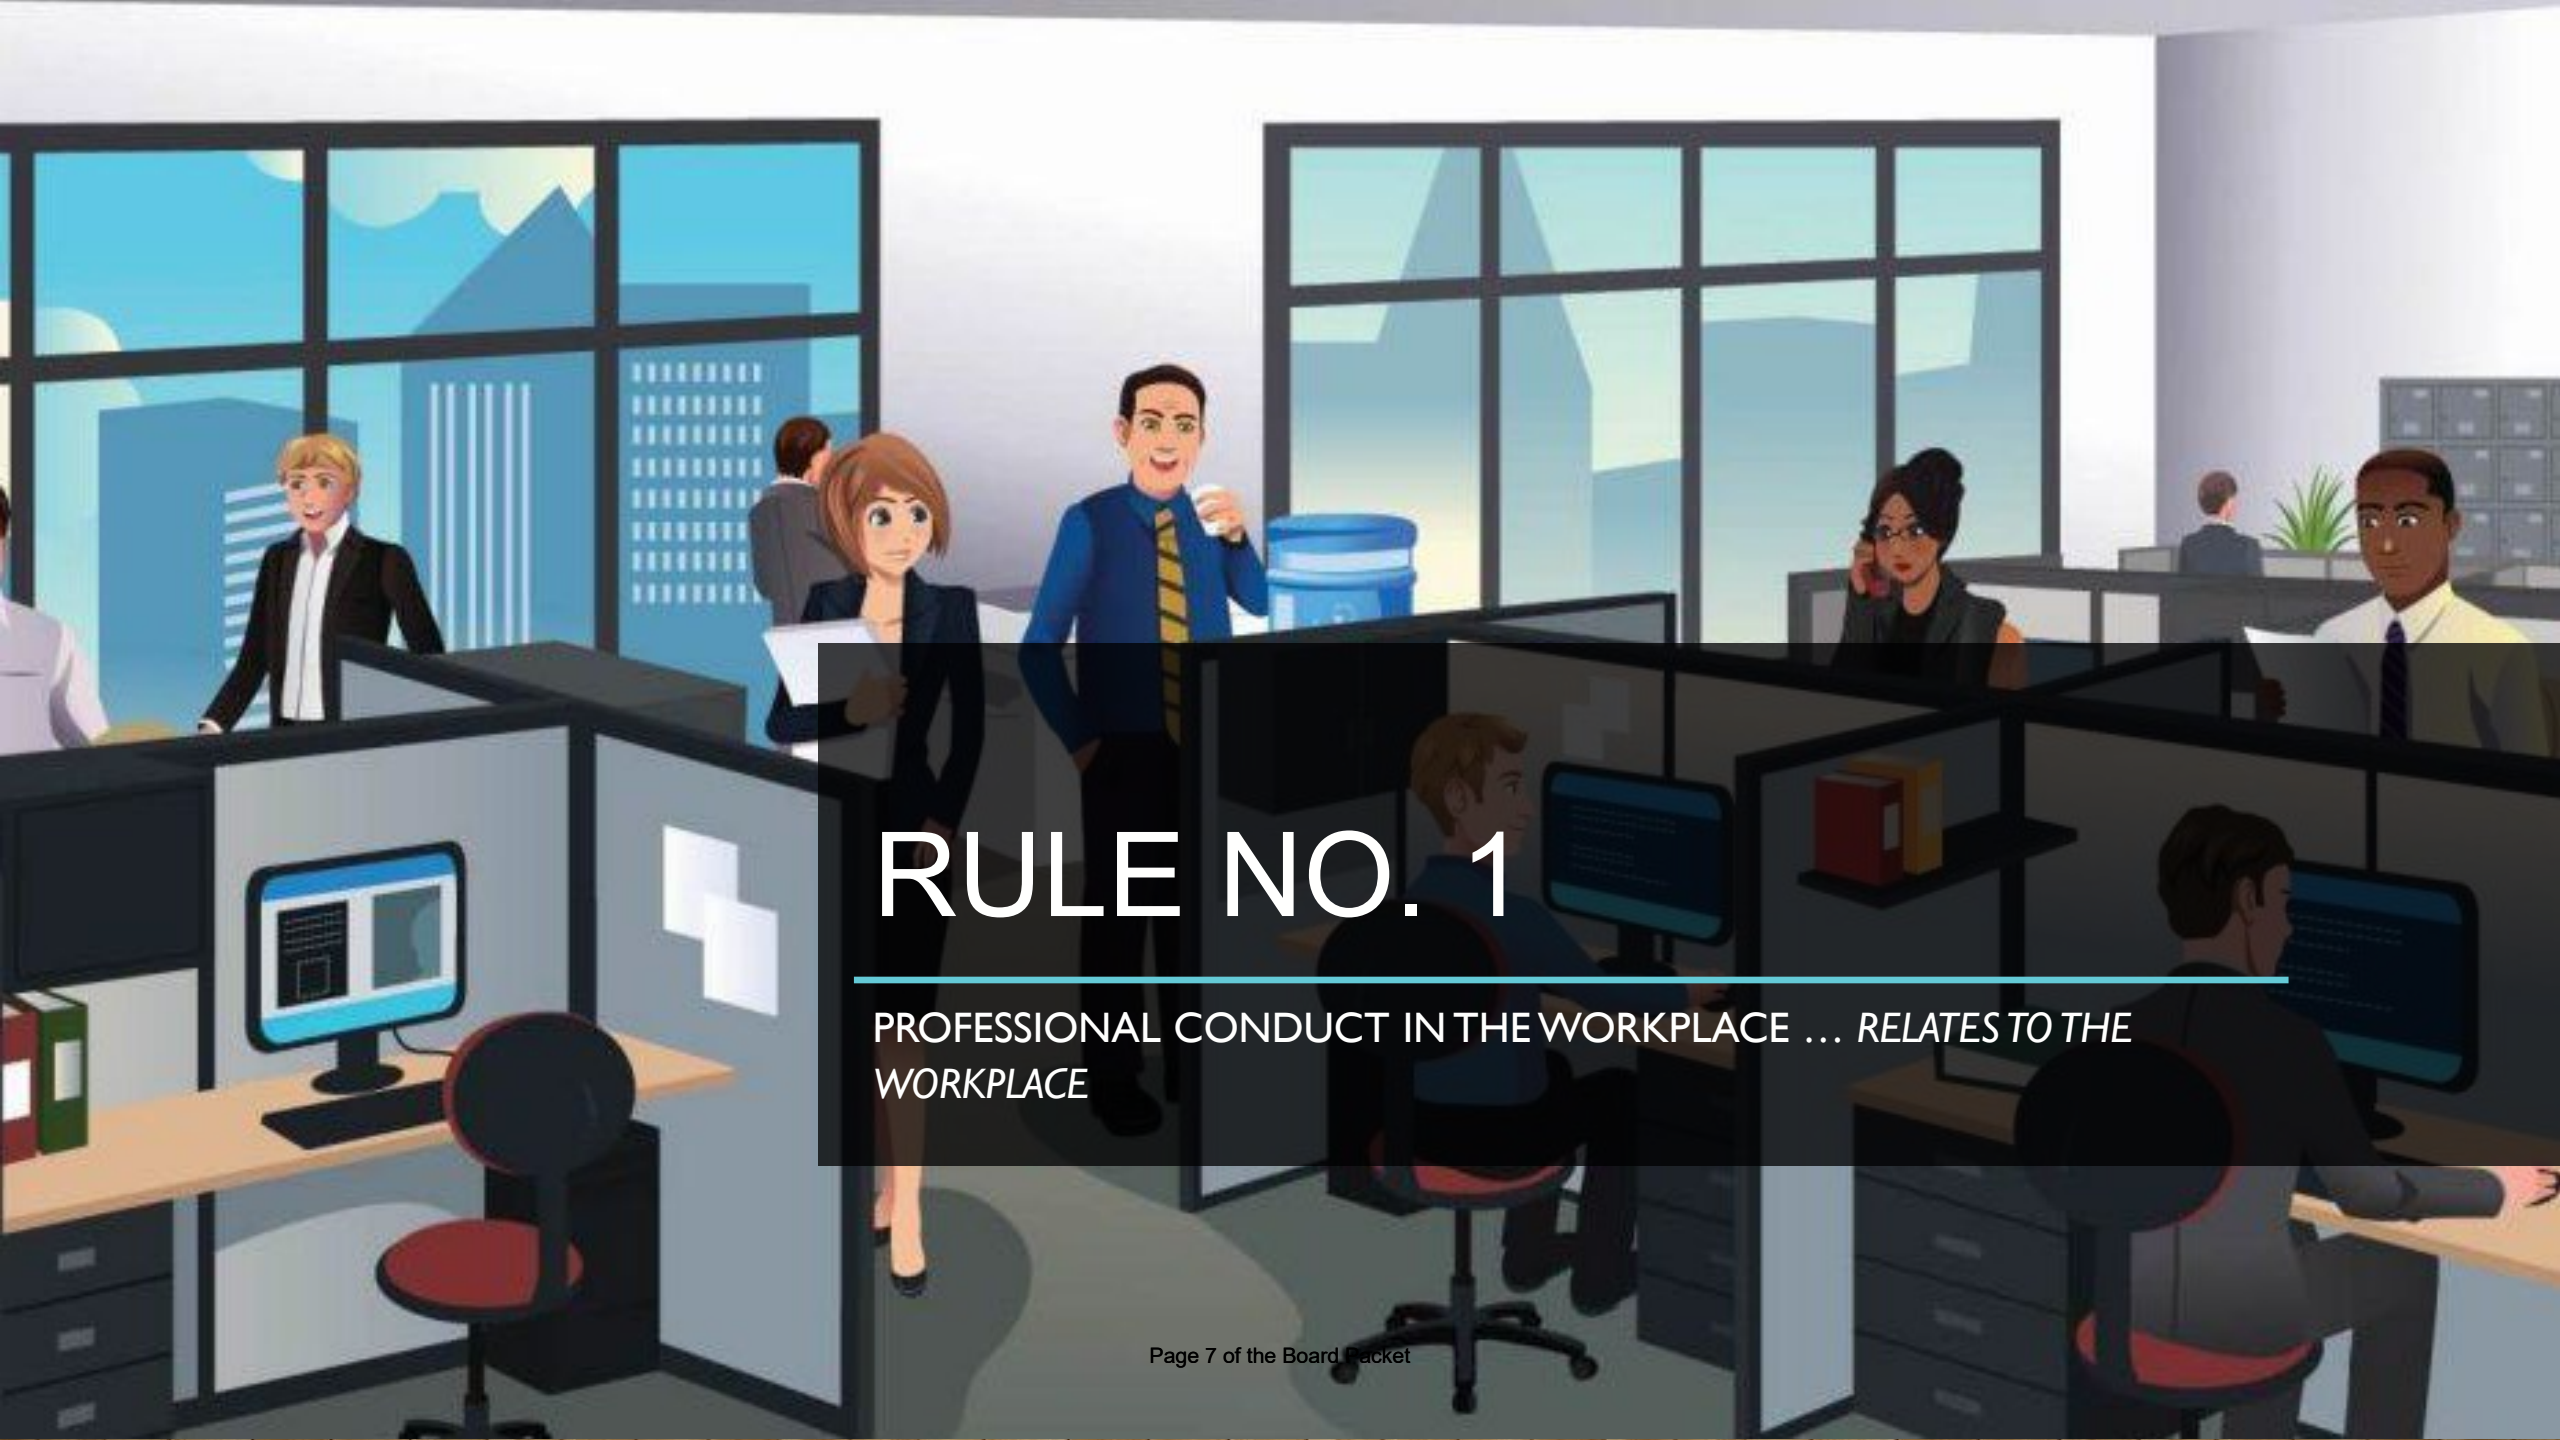 RULE NO. 1
PROFESSIONAL CONDUCT IN THE WORKPLACE … RELATES TO THE
WORKPLACE
Page 7 of the Board Packet